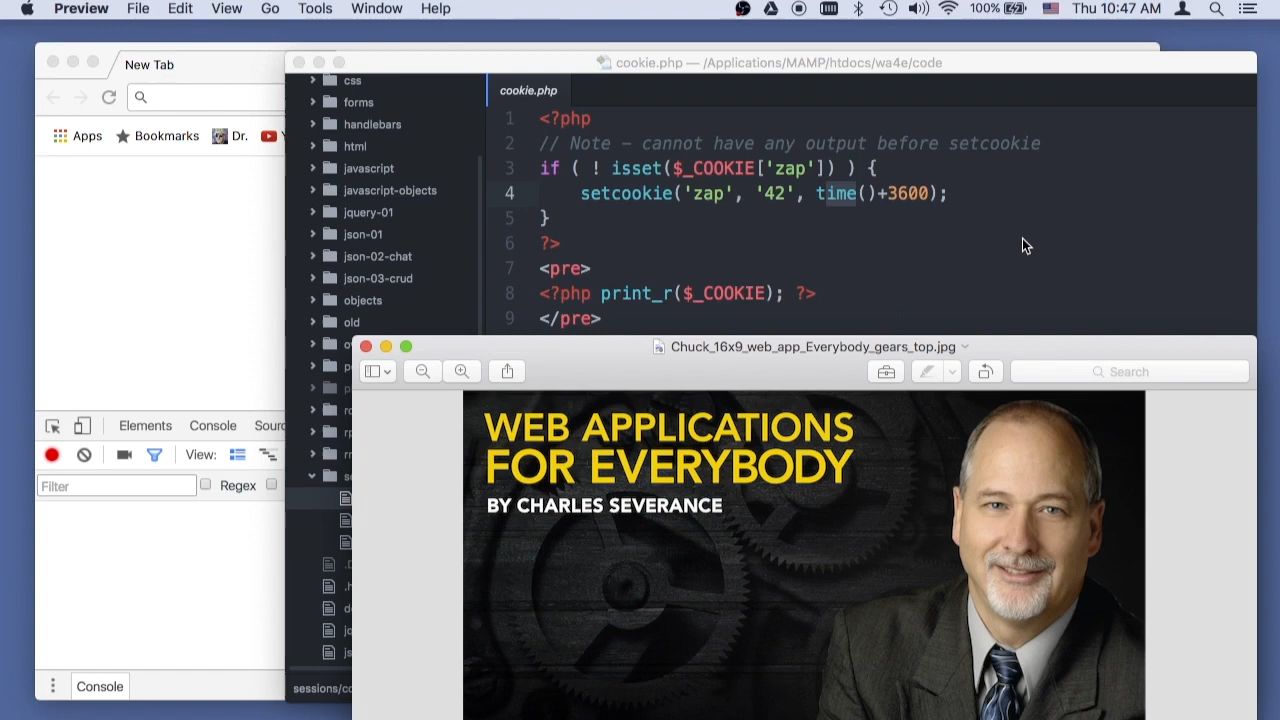 Preview File Edit View Go Tools Window Help 100% Thu 10:47 AM
New Tab
cookie.php — /Applications/MAMP/htdocs/wa4e/code
Apps Bookmarks Dr.
css
forms
handlebars
html
javascript
javascript-objects
jquery-01
json-01
json-02-chat
json-03-crud
objects
old
cookie.php
1 <?php
2 // Note - cannot have any output before setcookie
3 if ( ! isset($_COOKIE['zap']) ) {
4 setcookie('zap', '42', time()+3600);
5 }
6 ?>
7 <pre>
8 <?php print_r($_COOKIE); ?>
9 </pre>
Chuck_16x9_web_app_Everybody_gears_top.jpg
Search
WEB APPLICATIONS
FOR EVERYBODY
BY CHARLES SEVERANCE
Elements Console
View:
Filter Regex
Console
sessions/co